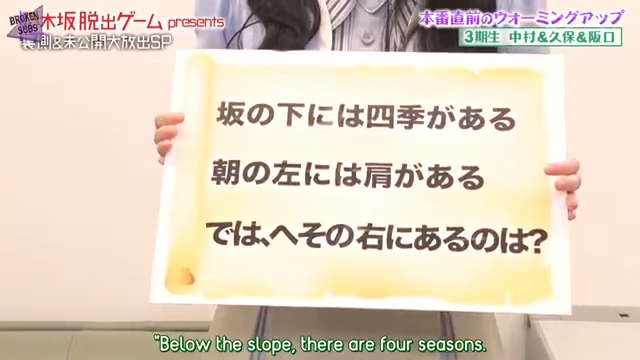 BROKEN SUBS
木坂脱出ゲーム presents
裏側&未公開大放出SP
本番直前のウォーミングアップ
3期生 中村&久保&阪口
坂の下には四季がある
朝の左には肩がある
では、へその右にあるのは?
"Below the slope, there are four seasons.